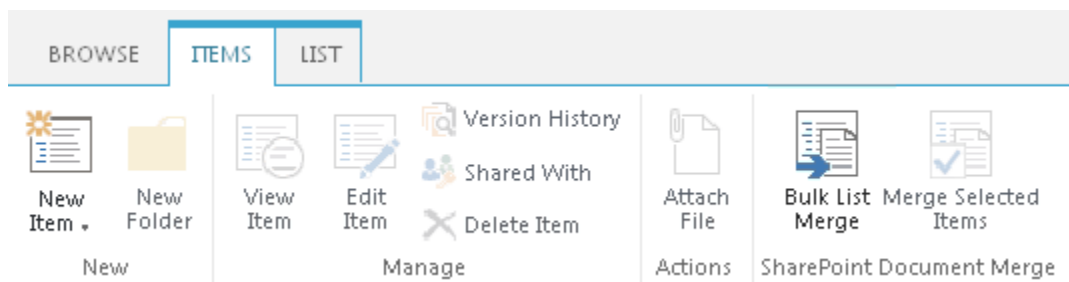 BROWSE ITEMS LIST
New Item
New Folder
View Item
Edit Item
Version History
Shared With
Delete Item
Attach File
Bulk List Merge
Merge Selected Items
New Manage Actions SharePoint Document Merge